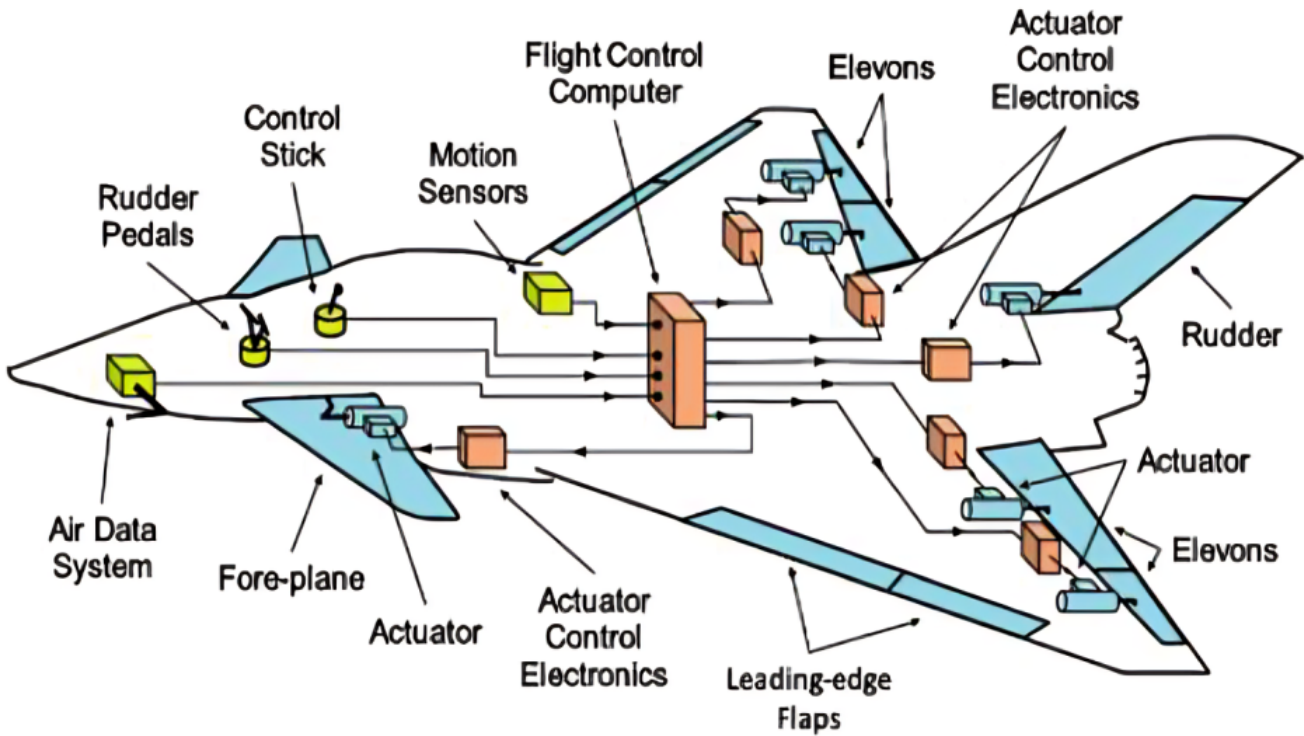 Actuator
Control
Electronics
Flight Control
Computer
Elevons
Control
Stick
Motion
Sensors
Rudder
Pedals
Rudder
Air Data
System
Fore-plane
Actuator
Actuator
Control
Electronics
Leading-edge
Flaps
Actuator
Elevons